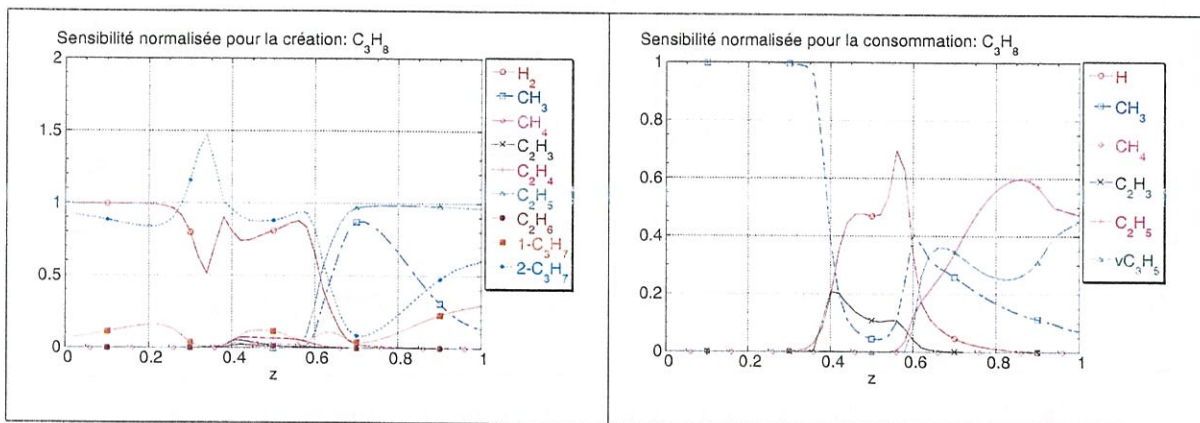 Sensibilité normalisée pour la création: C₃H₈
2
1.5
1
0.5
0
0 0.2 0.4 0.6 0.8 1
z
H₂
CH₃
CH₄
C₂H₃
C₂H₄
C₂H₅
C₂H₆
1-C₃H₇
2-C₃H₇
Sensibilité normalisée pour la consommation: C₃H₈
1
0.8
0.6
0.4
0.2
0
0 0.2 0.4 0.6 0.8 1
z
H
CH₃
CH₄
C₂H₃
C₂H₅
vC₃H₅